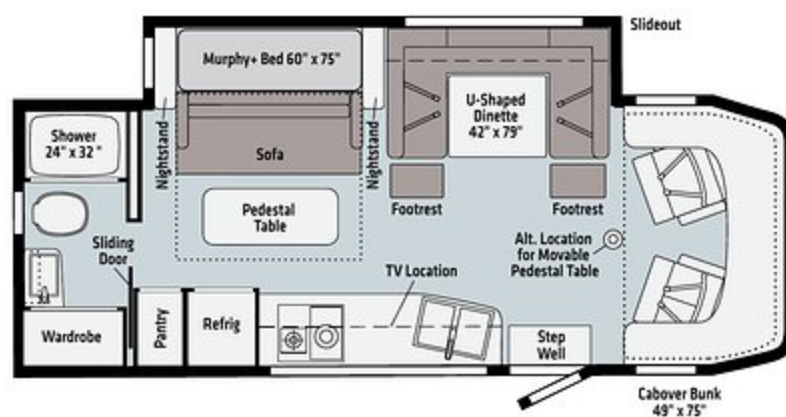 Slideout
Murphy+ Bed 60" x 75"
U-Shaped
Dinette
42" x 79"
Shower
24" x 32 "
Nightstand
Sofa
Nightstand
Pedestal
Table
Footrest
Footrest
Sliding
Door
Alt. Location
for Movable
Pedestal Table
TV Location
Wardrobe
Pantry
Refrig
Step
Well
Cabover Bunk
49" x 75"